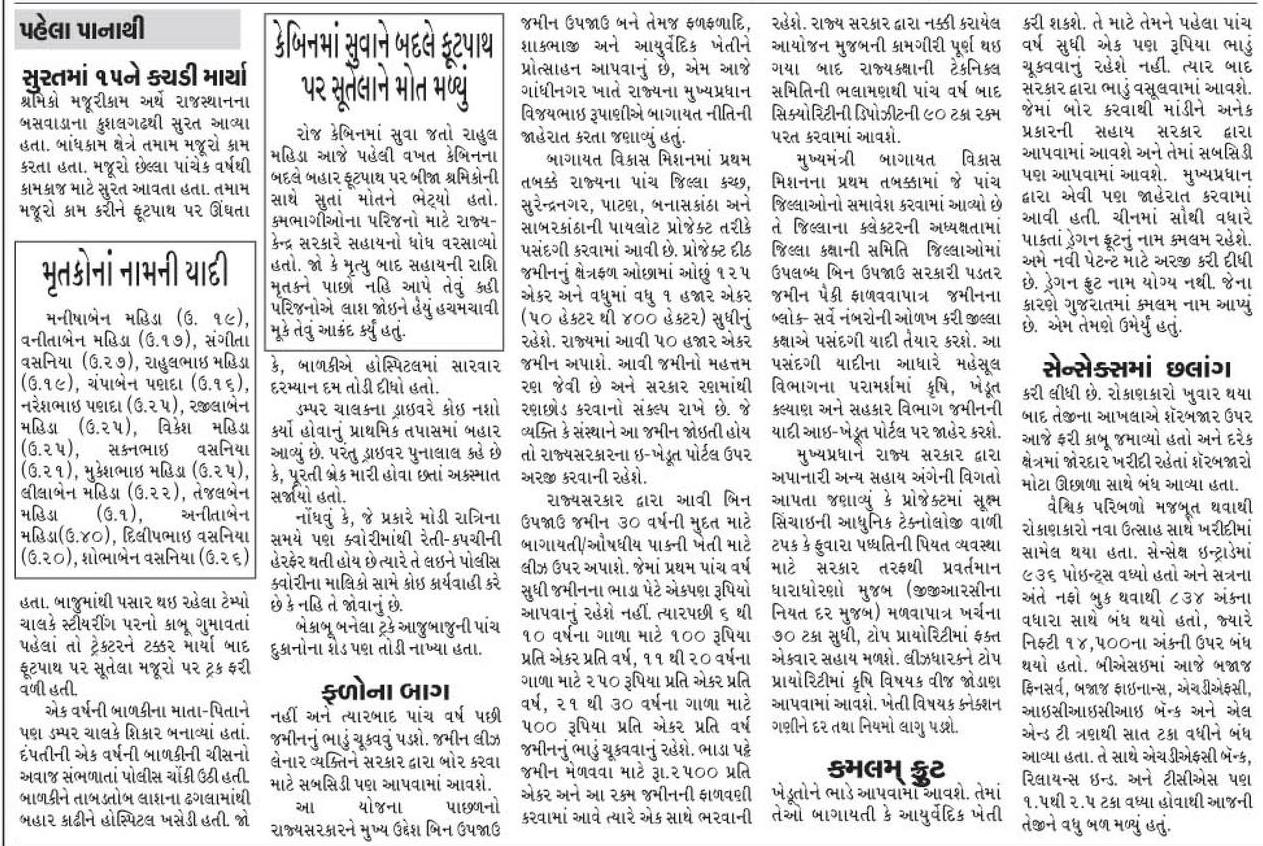 પહેલા પાનાથી
સુરતમાં ૧૫ને કચડી માર્યા
શ્રમિકો મજૂરીકામ અર્થે રાજસ્થાનના
બસવાડાના કુશલગઢથી સુરત આવ્યા
હતા. બાંધકામ ક્ષેત્રે તમામ મજૂરો કામ
કરતા હતા. મજૂરો છેલ્લા પાંચેક વર્ષથી
કામકાજ માટે સુરત આવતા હતા. તમામ
મજૂરો કામ કરીને ફૂટપાથ પર ઊંઘતા
મૃતકોનાં નામની યાદી
મનીષાબેન મહિડા (ઉ. ૧૯),
વનીતાબેન મહિડા (ઉ.૧૭), સંગીતા
વસનિયા (ઉ.૨૭), રાહુલભાઇ મહિડા
(ઉ.૧૯), ચંપાબેન પણદા (ઉ.૧૬),
નરેશભાઇ પણદા (ઉ.૨૫), રજીલાબેન
મહિડા (ઉ.૨૫), વિકેશ મહિડા
(ઉ.૨૫), સકનભાઇ વસનિયા
(ઉ.૨૧), મુકેશભાઇ મહિડા (ઉ.૨૫),
લીલાબેન મહિડા (ઉ.૨૨), તેજલબેન
મહિડા (ઉ.૧), અનીતાબેન
મહિડા(ઉ.૪૦), દિલીપભાઇ વસનિયા
(ઉ.૨૦), શોભાબેન વસનિયા (ઉ.૨૬)
હતા. બાજુમાંથી પસાર થઇ રહેલા ટેમ્પો
ચાલકે સ્ટીયરીંગ પરનો કાબૂ ગુમાવતાં
પહેલાં તો ટ્રેકટરને ટક્કર માર્યા બાદ
ફૂટપાથ પર સૂતેલા મજૂરો પર ટ્રક ફરી
વળી હતી.
એક વર્ષની બાળકીના માતા-પિતાને
પણ ડમ્પર ચાલકે શિકાર બનાવ્યાં હતાં.
દંપતીની એક વર્ષની બાળકીની ચીસનો
અવાજ સંભળાતાં પોલીસ ચોંકી ઉઠી હતી.
બાળકીને તાબડતોબ લાશના ઢગલામાંથી
બહાર કાઢીને હોસ્પિટલ ખસેડી હતી. જો
કેબિનમાં સુવાને બદલે ફૂટપાથ
પર સૂતેલાને મોત મળ્યું
રોજ કેબિનમાં સુવા જતો રાહુલ
મહિડા આજે પહેલી વખત કેબિનના
બદલે બહાર ફૂટપાથ પર બીજા શ્રમિકોની
સાથે સુતાં મોતને ભેટ્યો હતો.
કમભાગીઓના પરિજનો માટે રાજ્ય-
કેન્દ્ર સરકારે સહાયનો ધોધ વરસાવ્યો
હતો. જો કે મૃત્યુ બાદ સહાયની રાશિ
મૃતકને પાછો નહિ આપે તેવું કહી
પરિજનોએ લાશ જોઇને હૈયું હચમચાવી
મૂકે તેવું આક્રંદ કર્યું હતું.
કે, બાળકીએ હોસ્પિટલમાં સારવાર
દરમ્યાન દમ તોડી દીધો હતો.
ડમ્પર ચાલકના ડ્રાઇવરે કોઇ નશો
કર્યો હોવાનું પ્રાથમિક તપાસમાં બહાર
આવ્યું છે. પરંતુ ડ્રાઇવર પુનાલાલ કહે છે
કે, પૂરતી બ્રેક મારી હોવા છતાં અકસ્માત
સર્જાયો હતો.
નોંધવું કે, જે પ્રકારે મોડી રાત્રિના
સમયે પણ ક્વોરીમાંથી રેતી-કપચીની
હેરફેર થતી હોય છે ત્યારે તે લઇને પોલીસ
ક્વોરીના માલિકો સામે કોઇ કાર્યવાહી કરે
છે કે નહિ તે જોવાનું છે.
બેકાબૂ બનેલા ટ્રકે આજુબાજુની પાંચ
દુકાનોના શેડ પણ તોડી નાખ્યા હતા.
ફળોના બાગ
નહીં અને ત્યારબાદ પાંચ વર્ષ પછી
જમીનનું ભાડું ચૂકવવું પડશે. જમીન લીઝ
લેનાર વ્યક્તિને સરકાર દ્વારા બોર કરવા
માટે સબસિડી પણ આપવામાં આવશે.
આ યોજના પાછળનો
રાજ્યસરકારને મુખ્ય ઉદ્દેશ બિન ઉપજાઉ
જમીન ઉપજાઉ બને તેમજ ફળફળાદિ,
શાકભાજી અને આયુર્વેદિક ખેતીને
પ્રોત્સાહન આપવાનું છે, એમ આજે
ગાંધીનગર ખાતે રાજ્યના મુખ્યપ્રધાન
વિજયભાઇ રૂપાણીએ બાગાયત નીતિની
જાહેરાત કરતા જણાવ્યું હતું.
બાગાયત વિકાસ મિશનમાં પ્રથમ
તબક્કે રાજ્યના પાંચ જિલ્લા કચ્છ,
સુરેન્દ્રનગર, પાટણ, બનાસકાંઠા અને
સાબરકાંઠાની પાયલોટ પ્રોજેક્ટ તરીકે
પસંદગી કરવામાં આવી છે. પ્રોજેક્ટ દીઠ
જમીનનું ક્ષેત્રફળ ઓછામાં ઓછું ૧૨૫
એકર અને વધુમાં વધુ ૧ હજાર એકર
(૫૦ હેકટર થી ૪૦૦ હેકટર) સુધીનું
રહેશે. રાજ્યમાં આવી ૫૦ હજાર એકર
જમીન અપાશે. આવી જમીનો મહત્તમ
રણ જેવી છે અને સરકાર રણમાંથી
રણછોડ કરવાનો સંકલ્પ રાખે છે. જે
વ્યક્તિ કે સંસ્થાને આ જમીન જોઇતી હોય
તો રાજ્યસરકારના ઇ-ખેડૂત પોર્ટલ ઉપર
અરજી કરવાની રહેશે.
રાજ્યસરકાર દ્વારા આવી બિન
ઉપજાઉ જમીન ૩૦ વર્ષની મુદત માટે
બાગાયતી/ઔષધીય પાકની ખેતી માટે
લીઝ ઉપર અપાશે. જેમાં પ્રથમ પાંચ વર્ષ
સુધી જમીનના ભાડા પેટે એકપણ રૂપિયો
આપવાનું રહેશે નહીં. ત્યારપછી ૬ થી
૧૦ વર્ષના ગાળા માટે ૧૦૦ રૂપિયા
પ્રતિ એકર પ્રતિ વર્ષ, ૧૧ થી ૨૦ વર્ષના
ગાળા માટે ૨૫૦ રૂપિયા પ્રતિ એકર પ્રતિ
વર્ષ, ૨૧ થી ૩૦ વર્ષના ગાળા માટે
૫૦૦ રૂપિયા પ્રતિ એકર પ્રતિ વર્ષ
જમીનનું ભાડું ચૂકવાનું રહેશે. ભાડા પટ્ટે
જમીન મેળવવા માટે રૂા.૨૫૦૦ પ્રતિ
એકર અને આ રકમ જમીનની ફાળવણી
કરવામાં આવે ત્યારે એક સાથે ભરવાની
રહેશે. રાજ્ય સરકાર દ્વારા નક્કી કરાયેલ
આયોજન મુજબની કામગીરી પૂર્ણ થઇ
ગયા બાદ રાજ્યકક્ષાની ટેકનિકલ
સમિતિની ભલામણથી પાંચ વર્ષ બાદ
સિક્યોરિટીની ડિપોઝીટની ૯૦ ટકા રકમ
પરત કરવામાં આવશે.
મુખ્યમંત્રી બાગાયત વિકાસ
મિશનના પ્રથમ તબક્કામાં જે પાંચ
જિલ્લાઓનો સમાવેશ કરવામાં આવ્યો છે
તે જિલ્લાના કલેકટરની અધ્યક્ષતામાં
જિલ્લા કક્ષાની સમિતિ જિલ્લાઓમાં
ઉપલબ્ધ બિન ઉપજાઉ સરકારી પડતર
જમીન પૈકી ફાળવવાપાત્ર જમીનના
બ્લોક- સર્વે નંબરોની ઓળખ કરી જીલ્લા
કક્ષાએ પસંદગી યાદી તૈયાર કરશે. આ
પસંદગી યાદીના આધારે મહેસૂલ
વિભાગના પરામર્શમાં કૃષિ, ખેડૂત
કલ્યાણ અને સહકાર વિભાગ જમીનની
યાદી આઇ-ખેડૂત પોર્ટલ પર જાહેર કરશે.
મુખ્યપ્રધાને રાજ્ય સરકાર દ્વારા
અપાનારી અન્ય સહાય અંગેની વિગતો
આપતા જણાવ્યું કે પ્રોજેક્ટમાં સૂક્ષ્મ
સિંચાઇની આધુનિક ટેક્નોલોજી વાળી
ટપક કે ફુવારા પધ્ધતિની પિયત વ્યવસ્થા
માટે સરકાર તરફથી પ્રવર્તમાન
ધારાધોરણો મુજબ (જીજીઆરસીના
નિયત દર મુજબ) મળવાપાત્ર ખર્ચના
૭૦ ટકા સુધી, ટોપ પ્રાયોરિટીમાં ફક્ત
એકવાર સહાય મળશે. લીઝધારકને ટોપ
પ્રાયોરિટીમાં કૃષિ વિષયક વીજ જોડાણ
આપવામાં આવશે. ખેતી વિષયક કનેક્શન
ગણીને દર તથા નિયમો લાગુ પડશે.
કમલમ્ ફ્રુટ
ખેડૂતોને ભાડે આપવામાં આવશે. તેમાં
તેઓ બાગાયતી કે આયુર્વેદિક ખેતી
કરી શકશે. તે માટે તેમને પહેલા પાંચ
વર્ષ સુધી એક પણ રૂપિયા ભાડું
ચૂકવવાનું રહેશે નહીં. ત્યાર બાદ
સરકાર દ્વારા ભાડું વસૂલવામાં આવશે.
જેમાં બોર કરવાથી માંડીને અનેક
પ્રકારની સહાય સરકાર દ્વારા
આપવામાં આવશે અને તેમાં સબસિડી
પણ આપવામાં આવશે. મુખ્યપ્રધાન
દ્વારા એવી પણ જાહેરાત કરવામાં
આવી હતી. ચીનમાં સૌથી વધારે
પાકતાં ડ્રેગન ફ્રૂટનું નામ કમલમ રહેશે.
અમે નવી પેટન્ટ માટે અરજી કરી દીધી
છે. ડ્રેગન ફ્રુટ નામ યોગ્ય નથી. જેના
કારણે ગુજરાતમાં કમલમ નામ આપ્યું
છે. એમ તેમણે ઉમેર્યું હતું.
સેન્સેક્સમાં છલાંગ
કરી લીધી છે. રોકાણકારો ખુવાર થયા
બાદ તેજીના આખલાએ શૅરબજાર ઉપર
આજે ફરી કાબૂ જમાવ્યો હતો અને દરેક
ક્ષેત્રમાં જોરદાર ખરીદી રહેતાં શૅરબજારો
મોટા ઊછાળા સાથે બંધ આવ્યા હતા.
વૈશ્વિક પરિબળો મજબૂત થવાથી
રોકાણકારો નવા ઉત્સાહ સાથે ખરીદીમાં
સામેલ થયા હતા. સેન્સેક્ષ ઇન્ટ્રાડેમાં
૯૩૬ પોઇન્ટ્સ વધ્યો હતો અને સત્રના
અંતે નફો બુક થવાથી ૮૩૪ અંકના
વધારા સાથે બંધ થયો હતો, જ્યારે
નિફ્ટી ૧૪,૫૦૦ના અંકની ઉપર બંધ
થયો હતો. બીએસઇમાં આજે બજાજ
ફિનસર્વ, બજાજ ફાઇનાન્સ, એચડીએફસી,
આઇસીઆઇસીઆઇ બૅન્ક અને એલ
એન્ડ ટી ત્રણથી સાત ટકા વધીને બંધ
આવ્યા હતા. તે સાથે એચડીએફસી બૅન્ક,
રિલાયન્સ ઇન્ડ. અને ટીસીએસ પણ
૧.૫થી ૨.૫ ટકા વધ્યા હોવાથી આજની
તેજીને વધુ બળ મળ્યું હતું.